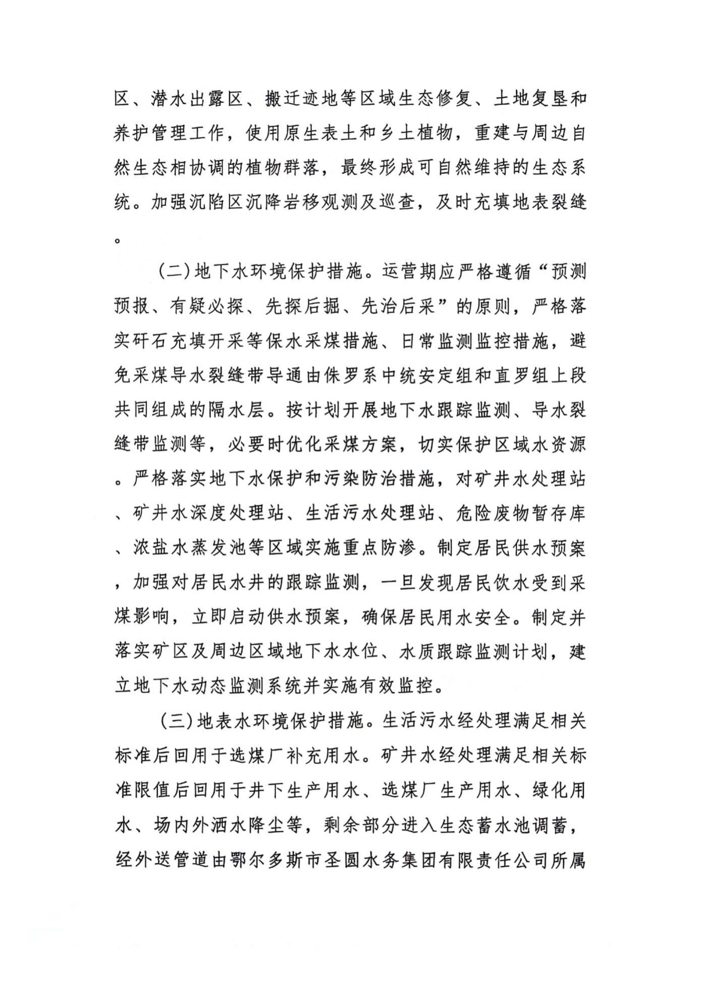 区、潜水出露区、搬迁迹地等区域生态修复、土地复垦和
养护管理工作，使用原生表土和乡土植物，重建与周边自
然生态相协调的植物群落，最终形成可自然维持的生态系
统。加强沉陷区沉降岩移观测及巡查，及时充填地表裂缝
。
(二)地下水环境保护措施。运营期应严格遵循“预测
预报、有疑必探、先探后掘、先治后采”的原则，严格落
实矸石充填开采等保水采煤措施、日常监测监控措施，避
免采煤导水裂缝带导通由侏罗系中统安定组和直罗组上段
共同组成的隔水层。按计划开展地下水跟踪监测、导水裂
缝带监测等，必要时优化采煤方案，切实保护区域水资源
。严格落实地下水保护和污染防治措施，对矿井水处理站
、矿井水深度处理站、生活污水处理站、危险废物暂存库
、浓盐水蒸发池等区域实施重点防渗。制定居民供水预案
，加强对居民水井的跟踪监测，一旦发现居民饮水受到采
煤影响，立即启动供水预案，确保居民用水安全。制定并
落实矿区及周边区域地下水水位、水质跟踪监测计划，建
立地下水动态监测系统并实施有效监控。
(三)地表水环境保护措施。生活污水经处理满足相关
标准后回用于选煤厂补充用水。矿井水经处理满足相关标
准限值后回用于井下生产用水、选煤厂生产用水、绿化用
水、场内外洒水降尘等，剩余部分进入生态蓄水池调蓄，
经外送管道由鄂尔多斯市圣圆水务集团有限责任公司所属